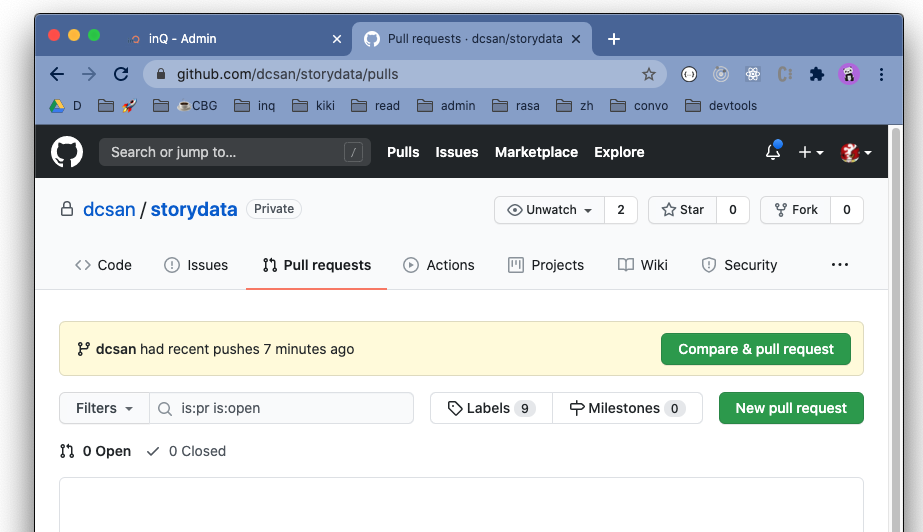 inQ - Admin
Pull requests · dcsan/storydata
github.com/dcsan/storydata/pulls
D CBG inq kiki read admin rasa zh convo devtools
Search or jump to... / Pulls Issues Marketplace Explore
dcsan / storydata Private Unwatch 2 Star 0 Fork 0
Code Issues Pull requests Actions Projects Wiki Security
dcsan had recent pushes 7 minutes ago Compare & pull request
Filters is:pr is:open Labels 9 Milestones 0 New pull request
0 Open 0 Closed